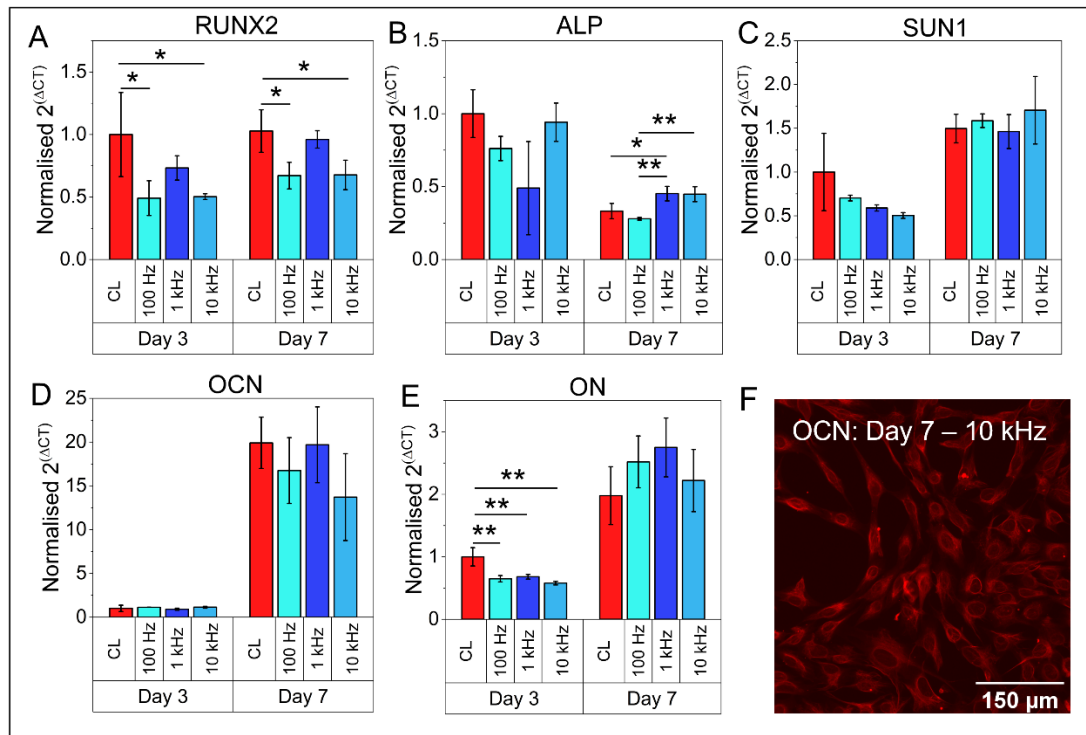 A
RUNX2
Normalised 2^(ΔCT)
1.5
1.0
0.5
0.0
*
*
*
*
CL
100 Hz
1 kHz
10 kHz
CL
100 Hz
1 kHz
10 kHz
Day 3
Day 7
B
ALP
Normalised 2^(ΔCT)
1.5
1.0
0.5
0.0
**
*
**
CL
100 Hz
1 kHz
10 kHz
CL
100 Hz
1 kHz
10 kHz
Day 3
Day 7
C
SUN1
Normalised 2^(ΔCT)
2.5
2.0
1.5
1.0
0.5
0.0
CL
100 Hz
1 kHz
10 kHz
CL
100 Hz
1 kHz
10 kHz
Day 3
Day 7
D
OCN
Normalised 2^(ΔCT)
25
20
15
10
5
0
CL
100 Hz
1 kHz
10 kHz
CL
100 Hz
1 kHz
10 kHz
Day 3
Day 7
E
ON
Normalised 2^(ΔCT)
3
2
1
0
**
**
**
CL
100 Hz
1 kHz
10 kHz
CL
100 Hz
1 kHz
10 kHz
Day 3
Day 7
F
OCN: Day 7 – 10 kHz
150 µm